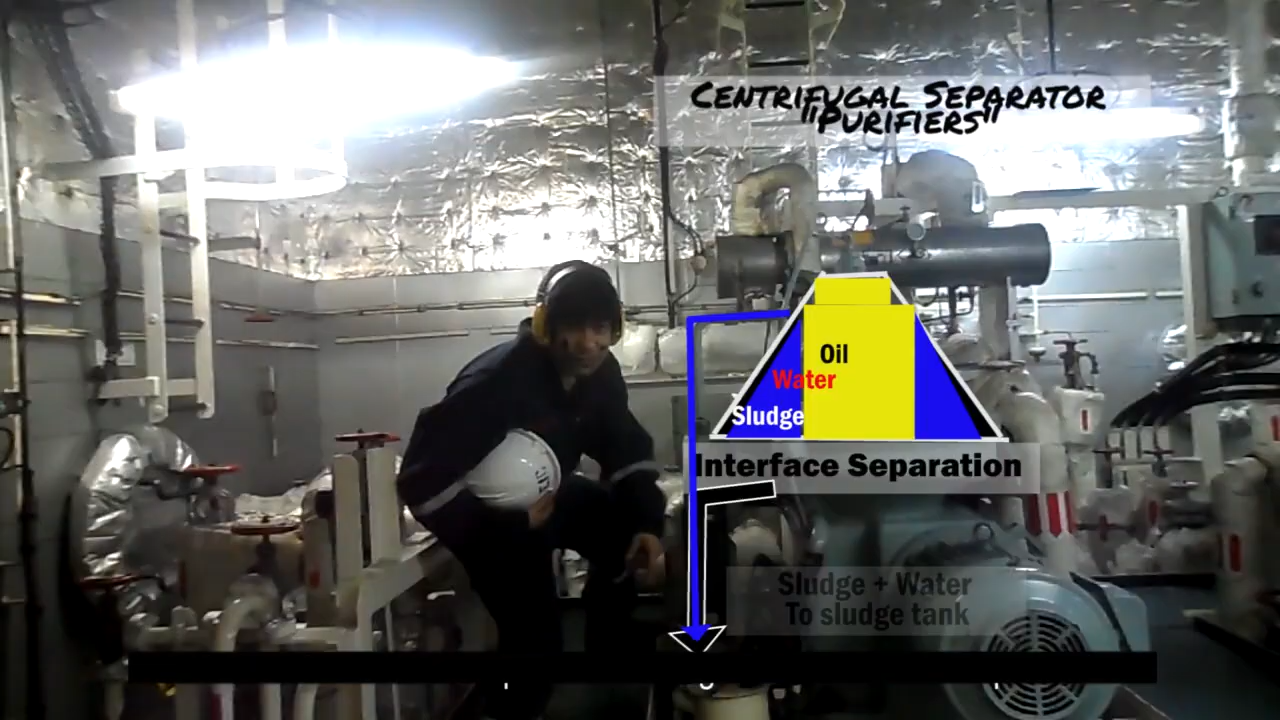 Centrifugal Separator
"Purifiers"
Oil
Water
Sludge
Interface Separation
Sludge + Water
To sludge tank